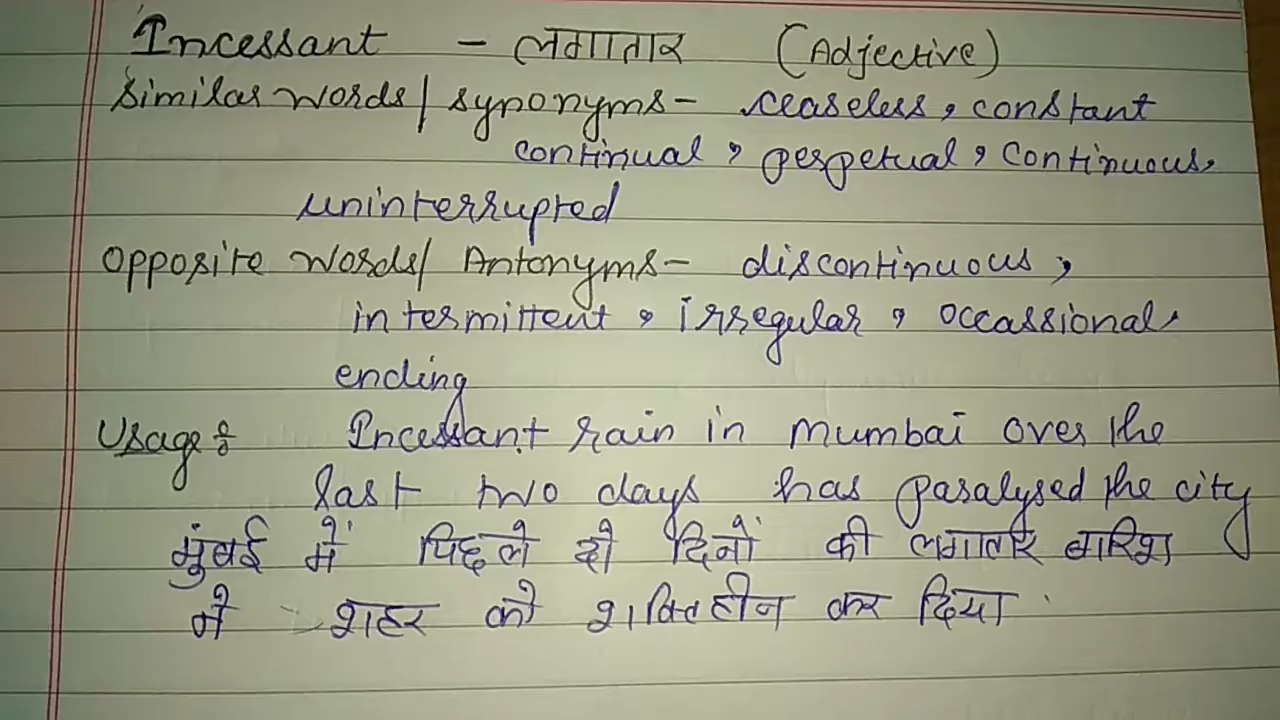 Incessant - लगातार (Adjective)
Similar words/ synonyms- ceaseless, constant
continual, perpetual, continuous,
uninterrupted
Opposite words/ Antonyms- discontinuous,
intermittent, irregular, occassional,
ending
Usage: Incessant rain in Mumbai over the
last two days has paralysed the city
मुंबई में पिछले दो दिनों की लगातार बारिश
ने शहर को शक्तिहीन कर दिया.